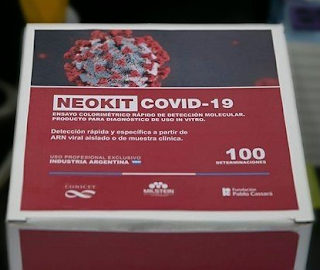 NEOKIT COVID-19
ENSAYO COLORIMÉTRICO RÁPIDO DE DETECCIÓN MOLECULAR.
PRODUCTO PARA DIAGNÓSTICO DE USO IN VITRO.
Detección rápida y específica a partir de
ARN viral aislado o de muestra clínica.
USO PROFESIONAL EXCLUSIVO
INDUSTRIA ARGENTINA
100
DETERMINACIONES
CONICET
MILSTEIN
Fundación
Pablo Cassará